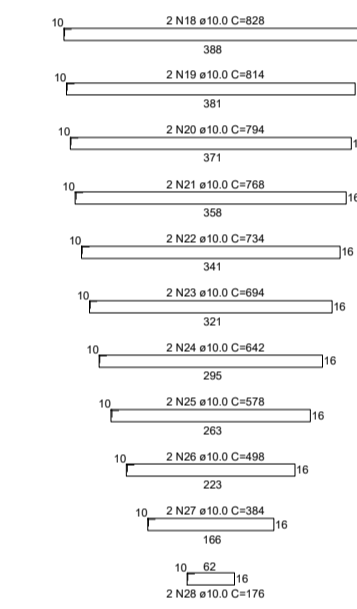 2 N18 ø10.0 C=828
10
388
2 N19 ø10.0 C=814
10
381
2 N20 ø10.0 C=794
10
371
2 N21 ø10.0 C=768
10 16
358
2 N22 ø10.0 C=734
10 16
341
2 N23 ø10.0 C=694
10 16
321
2 N24 ø10.0 C=642
10 16
295
2 N25 ø10.0 C=578
10 16
263
2 N26 ø10.0 C=498
10 16
223
2 N27 ø10.0 C=384
10 16
166
10 62 16
2 N28 ø10.0 C=176